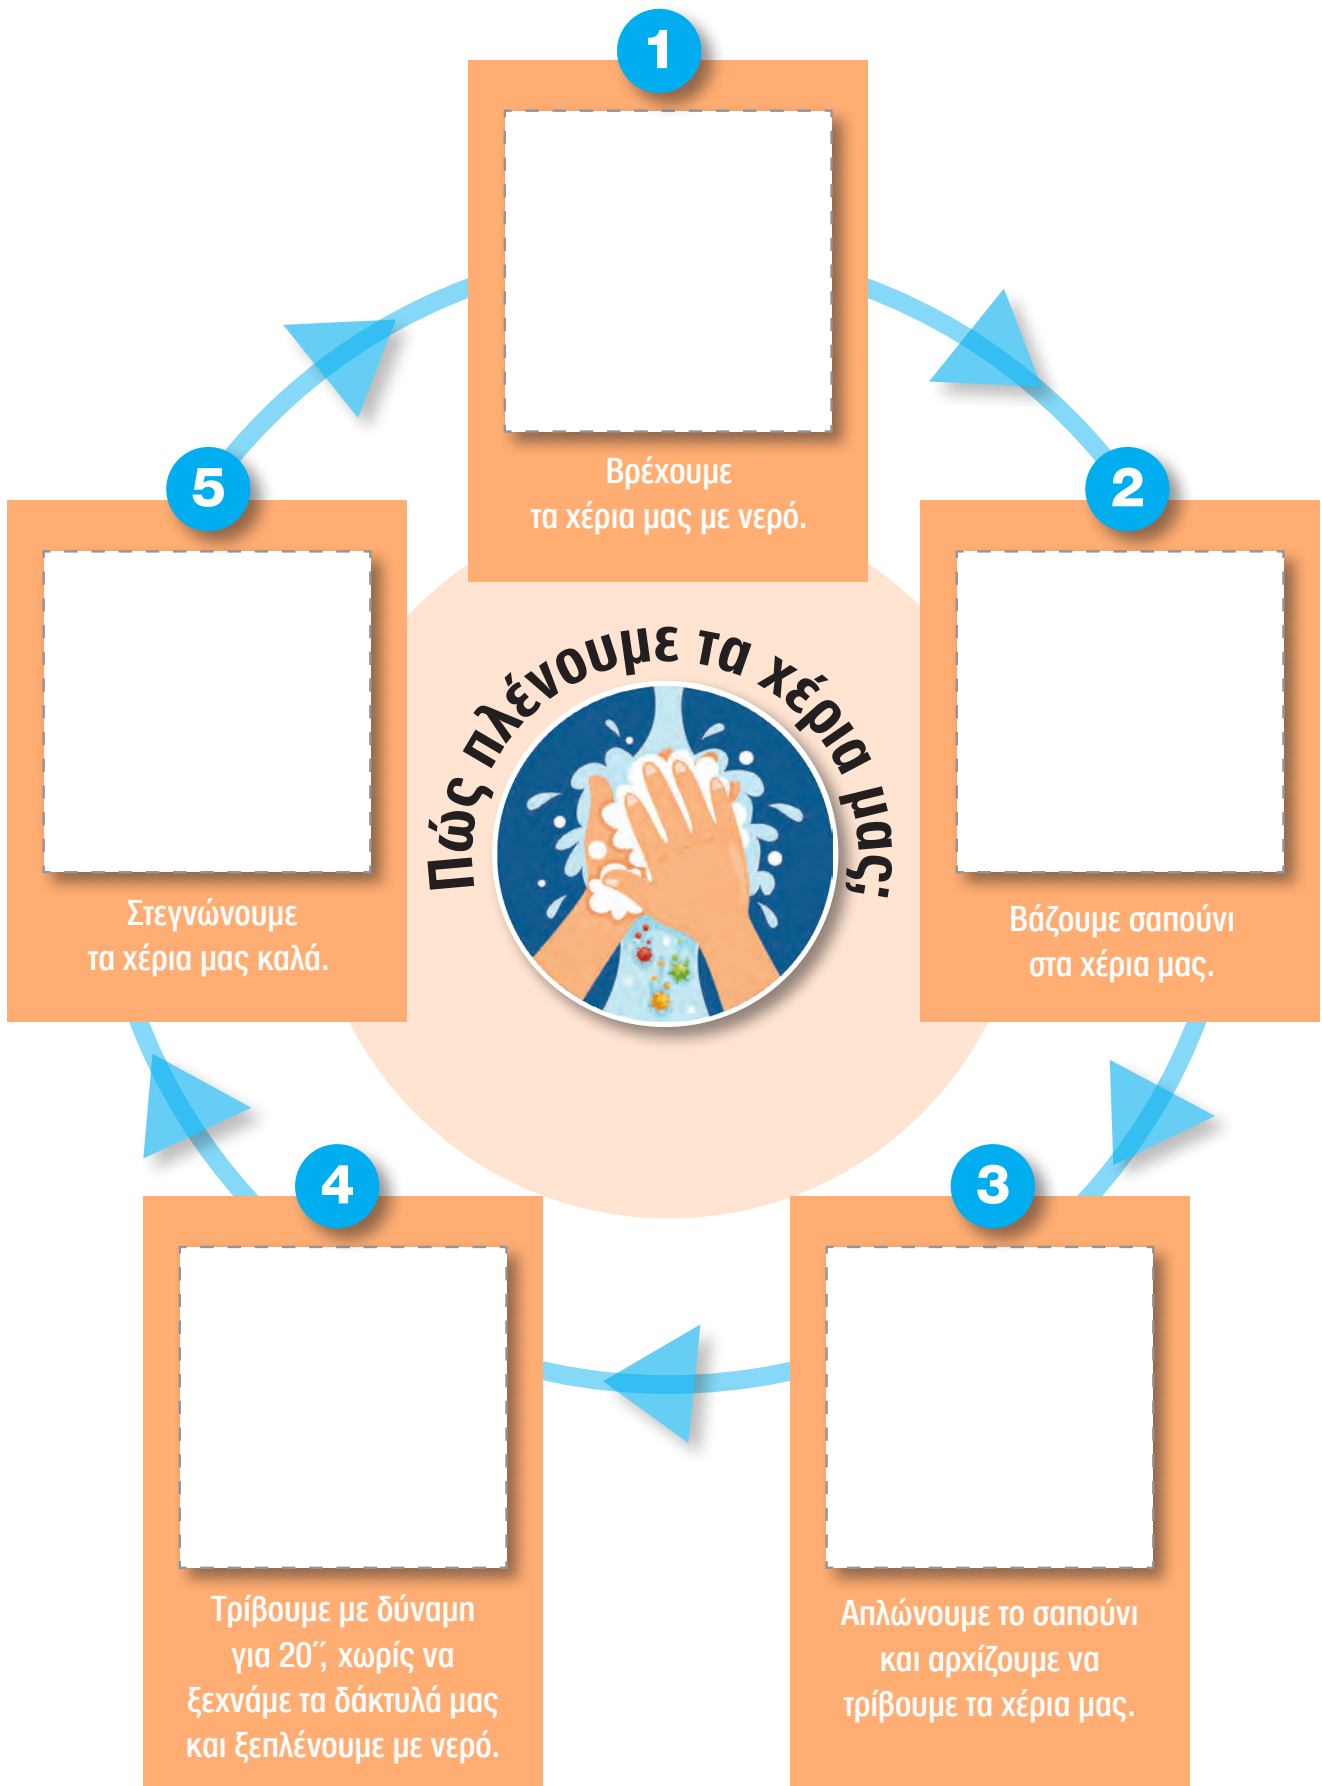 Πώς πλένουμε τα χέρια μας;
1
Βρέχουμε
τα χέρια μας με νερό.
2
Βάζουμε σαπούνι
στα χέρια μας.
3
Απλώνουμε το σαπούνι
και αρχίζουμε να
τρίβουμε τα χέρια μας.
4
Τρίβουμε με δύναμη
για 20΄΄, χωρίς να
ξεχνάμε τα δάκτυλά μας
και ξεπλένουμε με νερό.
5
Στεγνώνουμε
τα χέρια μας καλά.